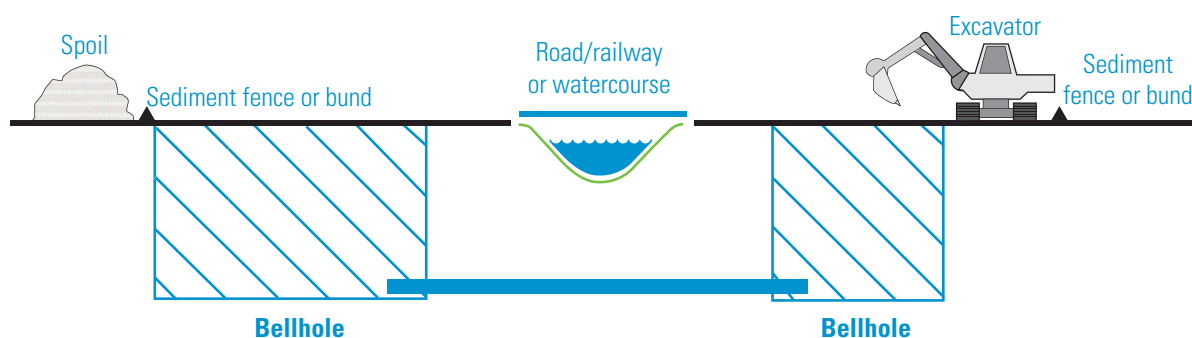 Spoil
Sediment fence or bund
Road/railway
or watercourse
Excavator
Sediment
fence or bund
Bellhole
Bellhole